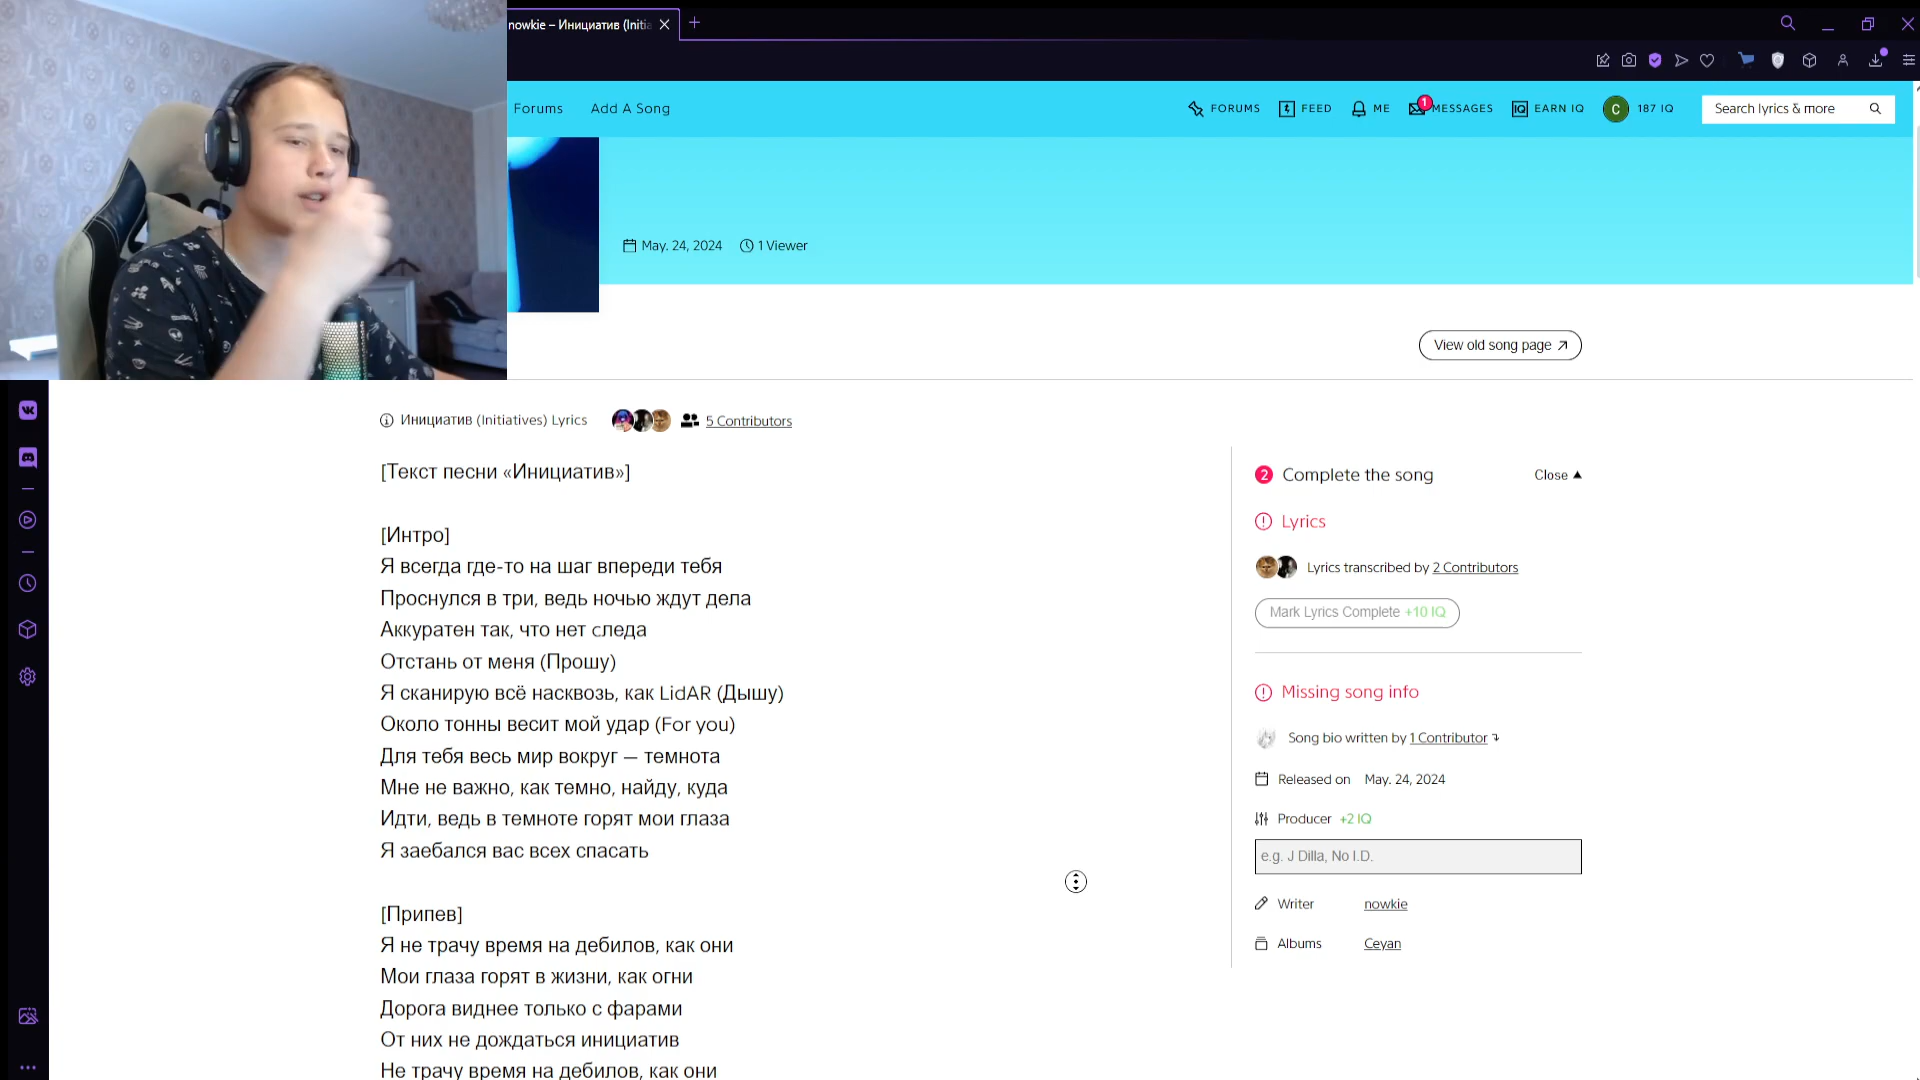 nowkie – Инициатив (Initia
Forums
Add A Song
FORUMS
FEED
ME
1
MESSAGES
EARN IQ
C
187 IQ
Search lyrics & more
May. 24, 2024
1 Viewer
View old song page
Инициатив (Initiatives) Lyrics
5 Contributors
[Текст песни «Инициатив»]
[Интро]
Я всегда где-то на шаг впереди тебя
Проснулся в три, ведь ночью ждут дела
Аккуратен так, что нет следа
Отстань от меня (Прошу)
Я сканирую всё насквозь, как LidAR (Дышу)
Около тонны весит мой удар (For you)
Для тебя весь мир вокруг — темнота
Мне не важно, как темно, найду, куда
Идти, ведь в темноте горят мои глаза
Я заебался вас всех спасать
[Припев]
Я не трачу время на дебилов, как они
Мои глаза горят в жизни, как огни
Дорога виднее только с фарами
От них не дождаться инициатив
Не трачу время на дебилов, как они
2 Complete the song
Close
Lyrics
Lyrics transcribed by 2 Contributors
Mark Lyrics Complete +10 IQ
Missing song info
Song bio written by 1 Contributor
Released on May. 24, 2024
Producer +2 IQ
e.g. J Dilla, No I.D.
Writer nowkie
Albums Ceyan